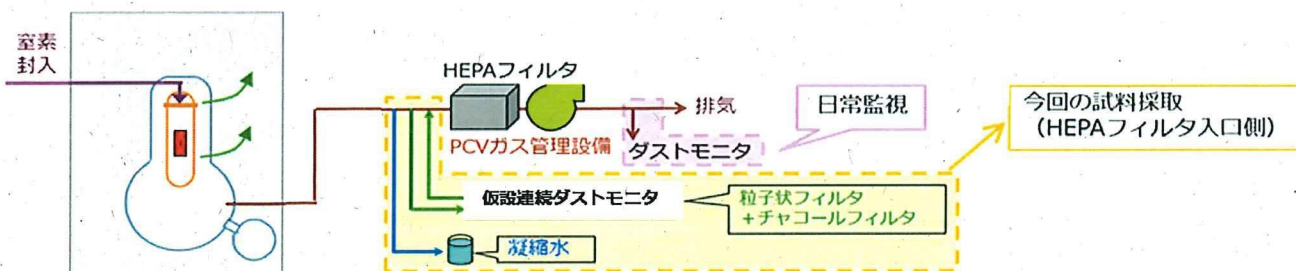 窒素
封入
HEPAフィルタ
排気
日常監視
今回の試料採取
(HEPAフィルタ入口側)
PCVガス管理設備
ダストモニタ
仮設連続ダストモニタ
粒子状フィルタ
+チャコールフィルタ
凝縮水